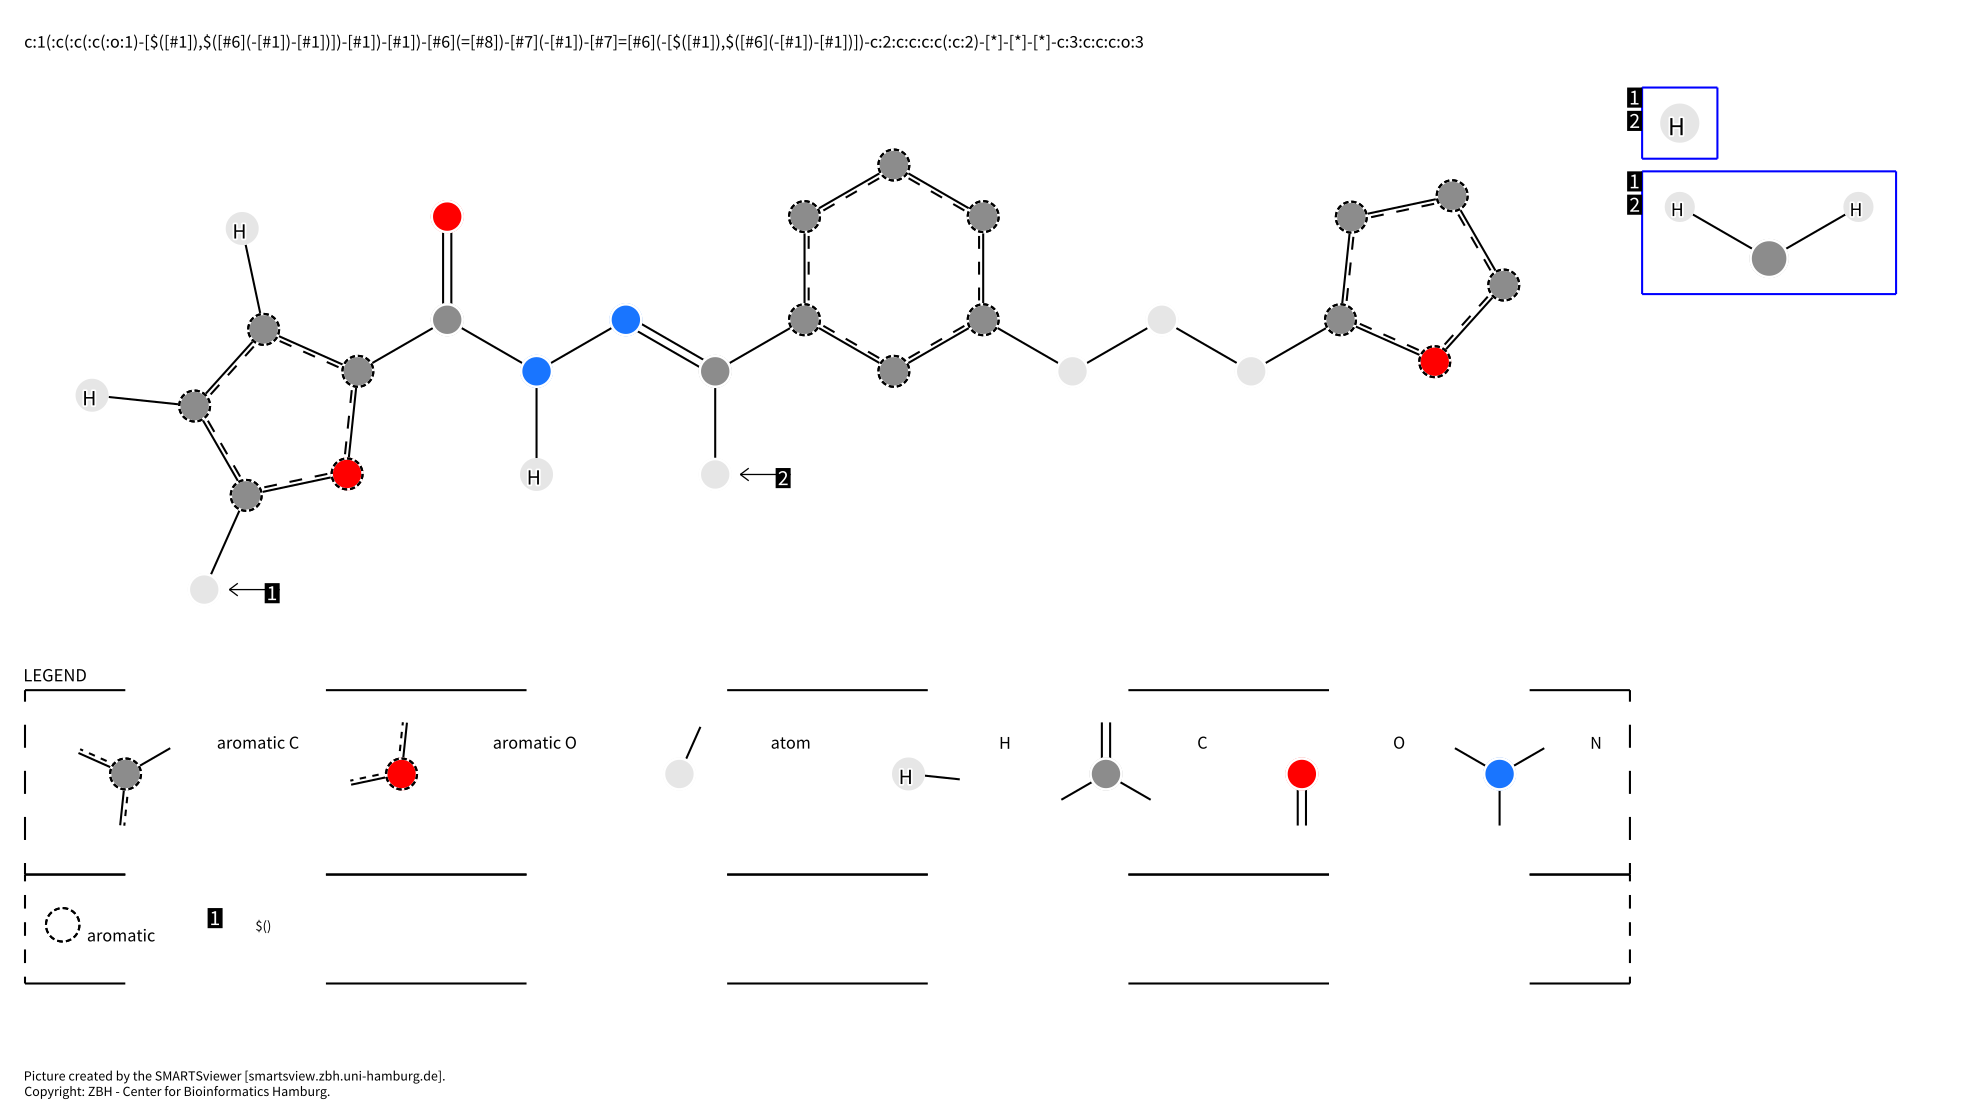 c:1(:c(:c(:c(:o:1)-[$([#1]),$([#6](-[#1])-[#1])])-[#1])-[#1])-[#6](=[#8])-[#7](-[#1])-[#7]=[#6](-[$([#1]),$([#6](-[#1])-[#1])])-c:2:c:c:c:c(:c:2)-[*]-[*]-[*]-c:3:c:c:c:o:3
1
2
H
1
2
H
H
H
H
H
2
1
LEGEND
aromatic C
aromatic O
atom
H
H
C
O
N
aromatic
1
$()
Picture created by the SMARTSviewer [smartsview.zbh.uni-hamburg.de].
Copyright: ZBH - Center for Bioinformatics Hamburg.